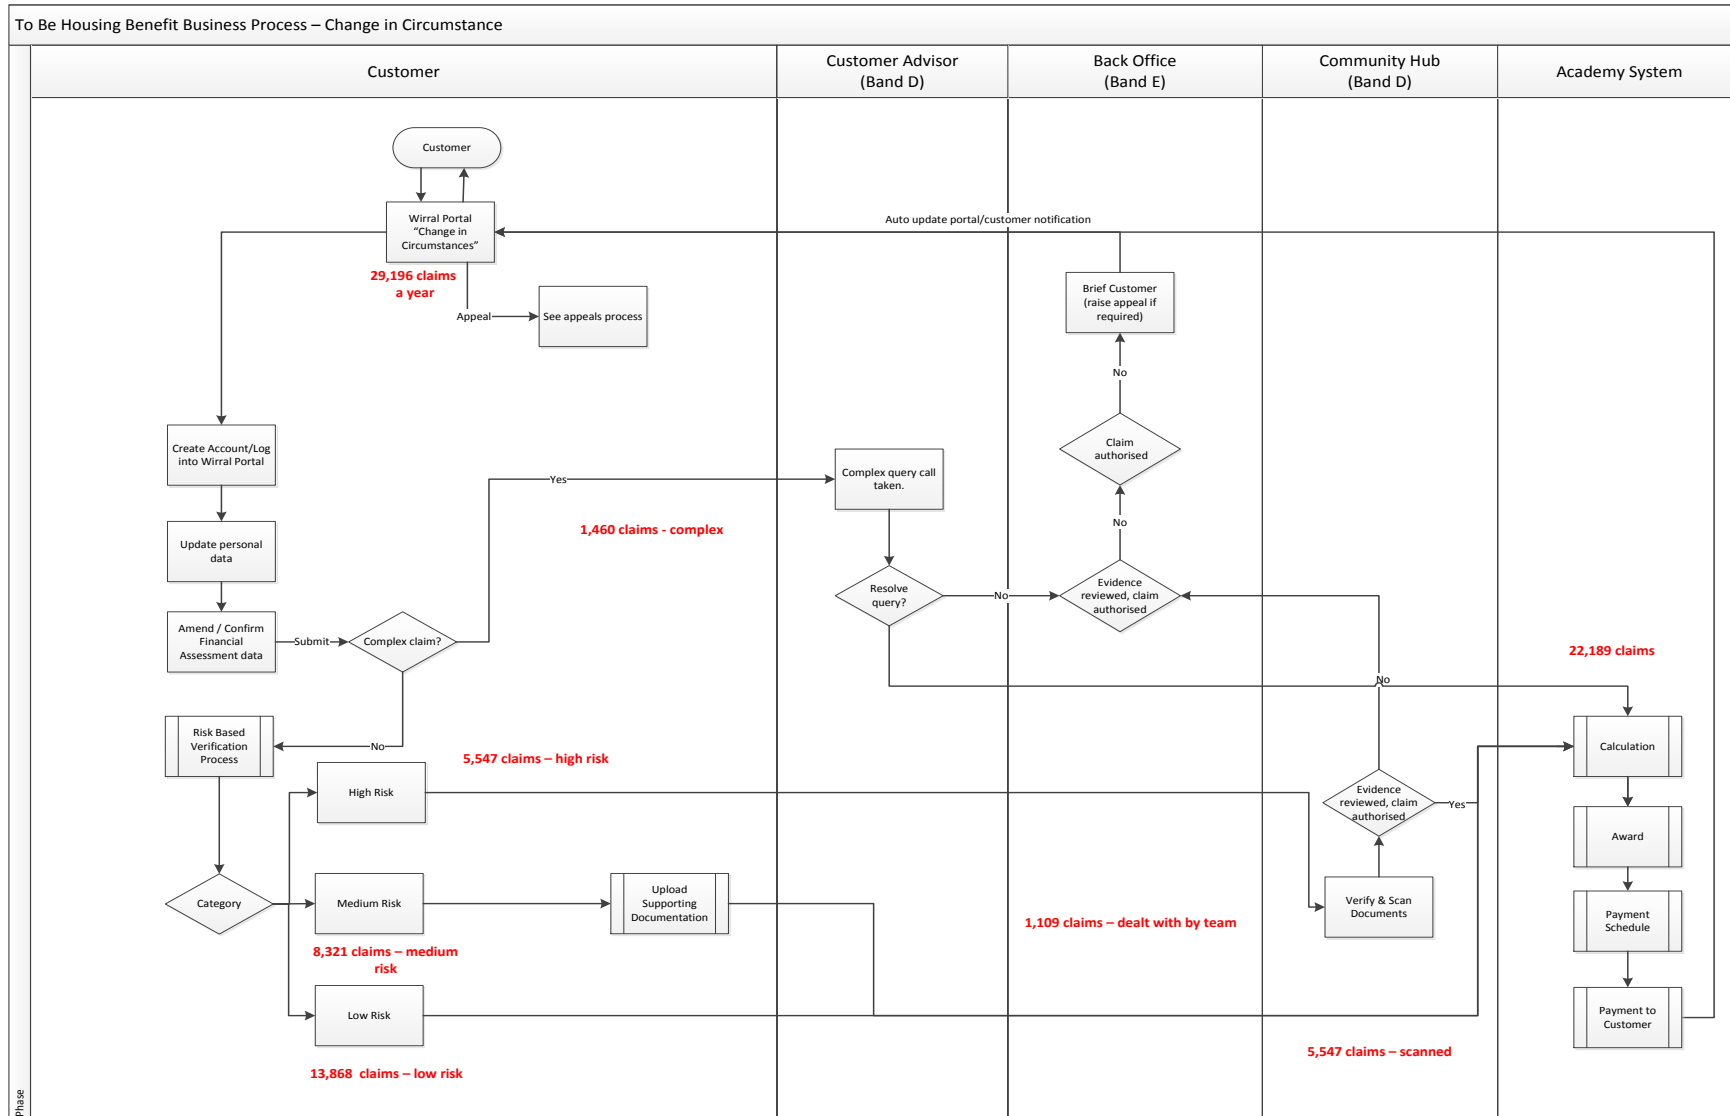 To Be Housing Benefit Business Process – Change in Circumstance
Customer
Customer Advisor
(Band D)
Back Office
(Band E)
Community Hub
(Band D)
Academy System
Customer
Wirral Portal
“Change in
Circumstances”
Auto update portal/customer notification
29,196 claims
a year
Appeal
See appeals process
Brief Customer
(raise appeal if
required)
No
Create Account/Log
into Wirral Portal
Claim
authorised
Yes
Complex query call
taken.
1,460 claims - complex
No
Update personal
data
Resolve
query?
No
Evidence
reviewed, claim
authorised
Amend / Confirm
Financial
Assessment data
Submit
Complex claim?
22,189 claims
No
Risk Based
Verification
Process
No
Calculation
5,547 claims – high risk
High Risk
Evidence
reviewed, claim
authorised
Yes
Award
Category
Medium Risk
Upload
Supporting
Documentation
Verify & Scan
Documents
1,109 claims – dealt with by team
Payment
Schedule
8,321 claims – medium
risk
Low Risk
Payment to
Customer
5,547 claims – scanned
13,868 claims – low risk
Phase